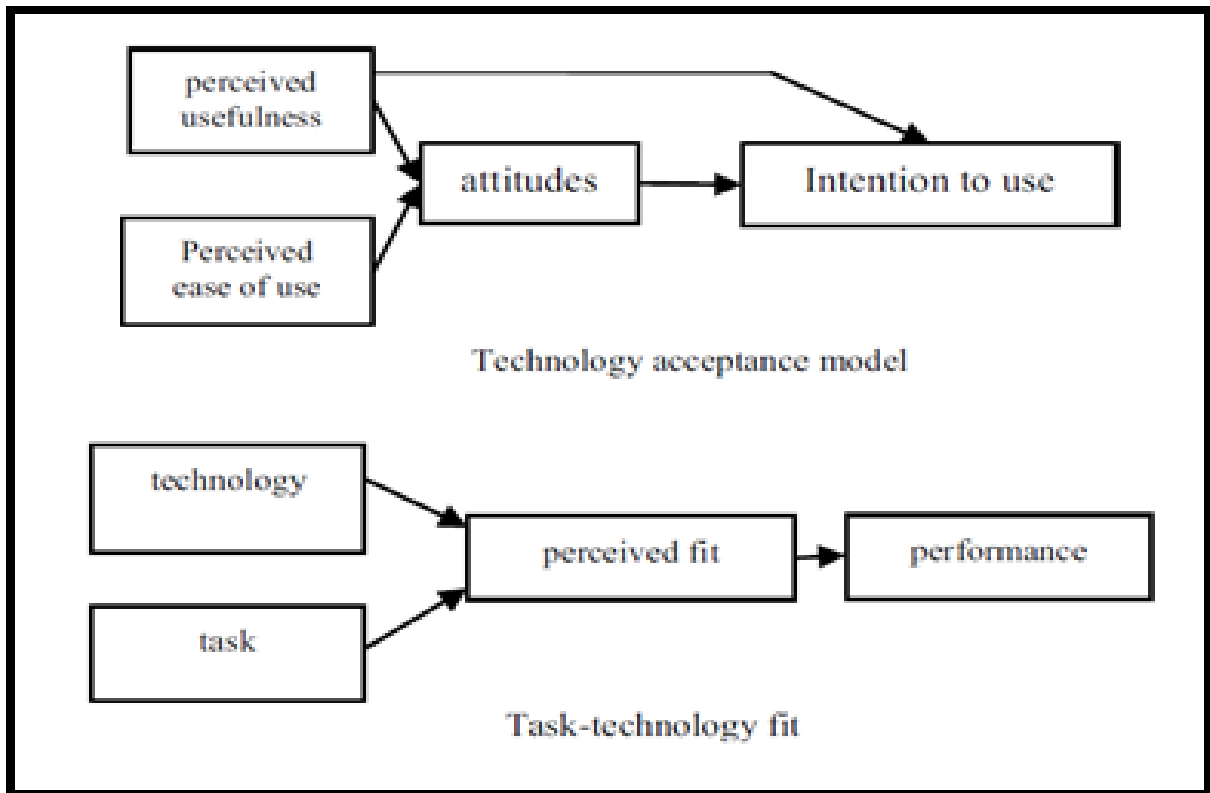 perceived
usefulness
attitudes
Intention to use
Perceived
ease of use
Technology acceptance model
technology
perceived fit
performance
task
Task-technology fit